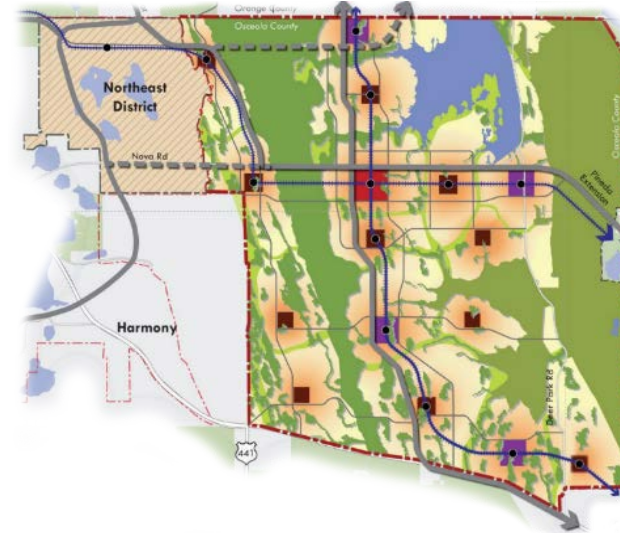 Orange County
Osceola County
Northeast
District
Nova Rd
Osceola County
Pineda
Extension
Harmony
Deer Park Rd
441